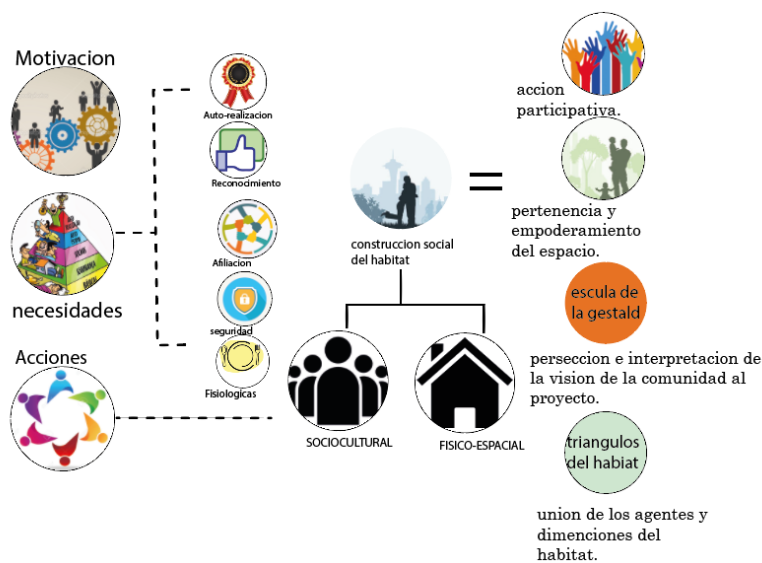 Motivacion
necesidades
Acciones
Auto-realizacion
Reconocimiento
Afiliacion
seguridad
Fisiologicas
construccion social
del habitat
SOCIOCULTURAL
FISICO-ESPACIAL
=
accion
participativa.
pertenencia y
empoderamiento
del espacio.
escula de
la gestald
perseccion e interpretacion de
la vision de la comunidad al
proyecto.
triangulos
del habiat
union de los agentes y
dimenciones del
habitat.